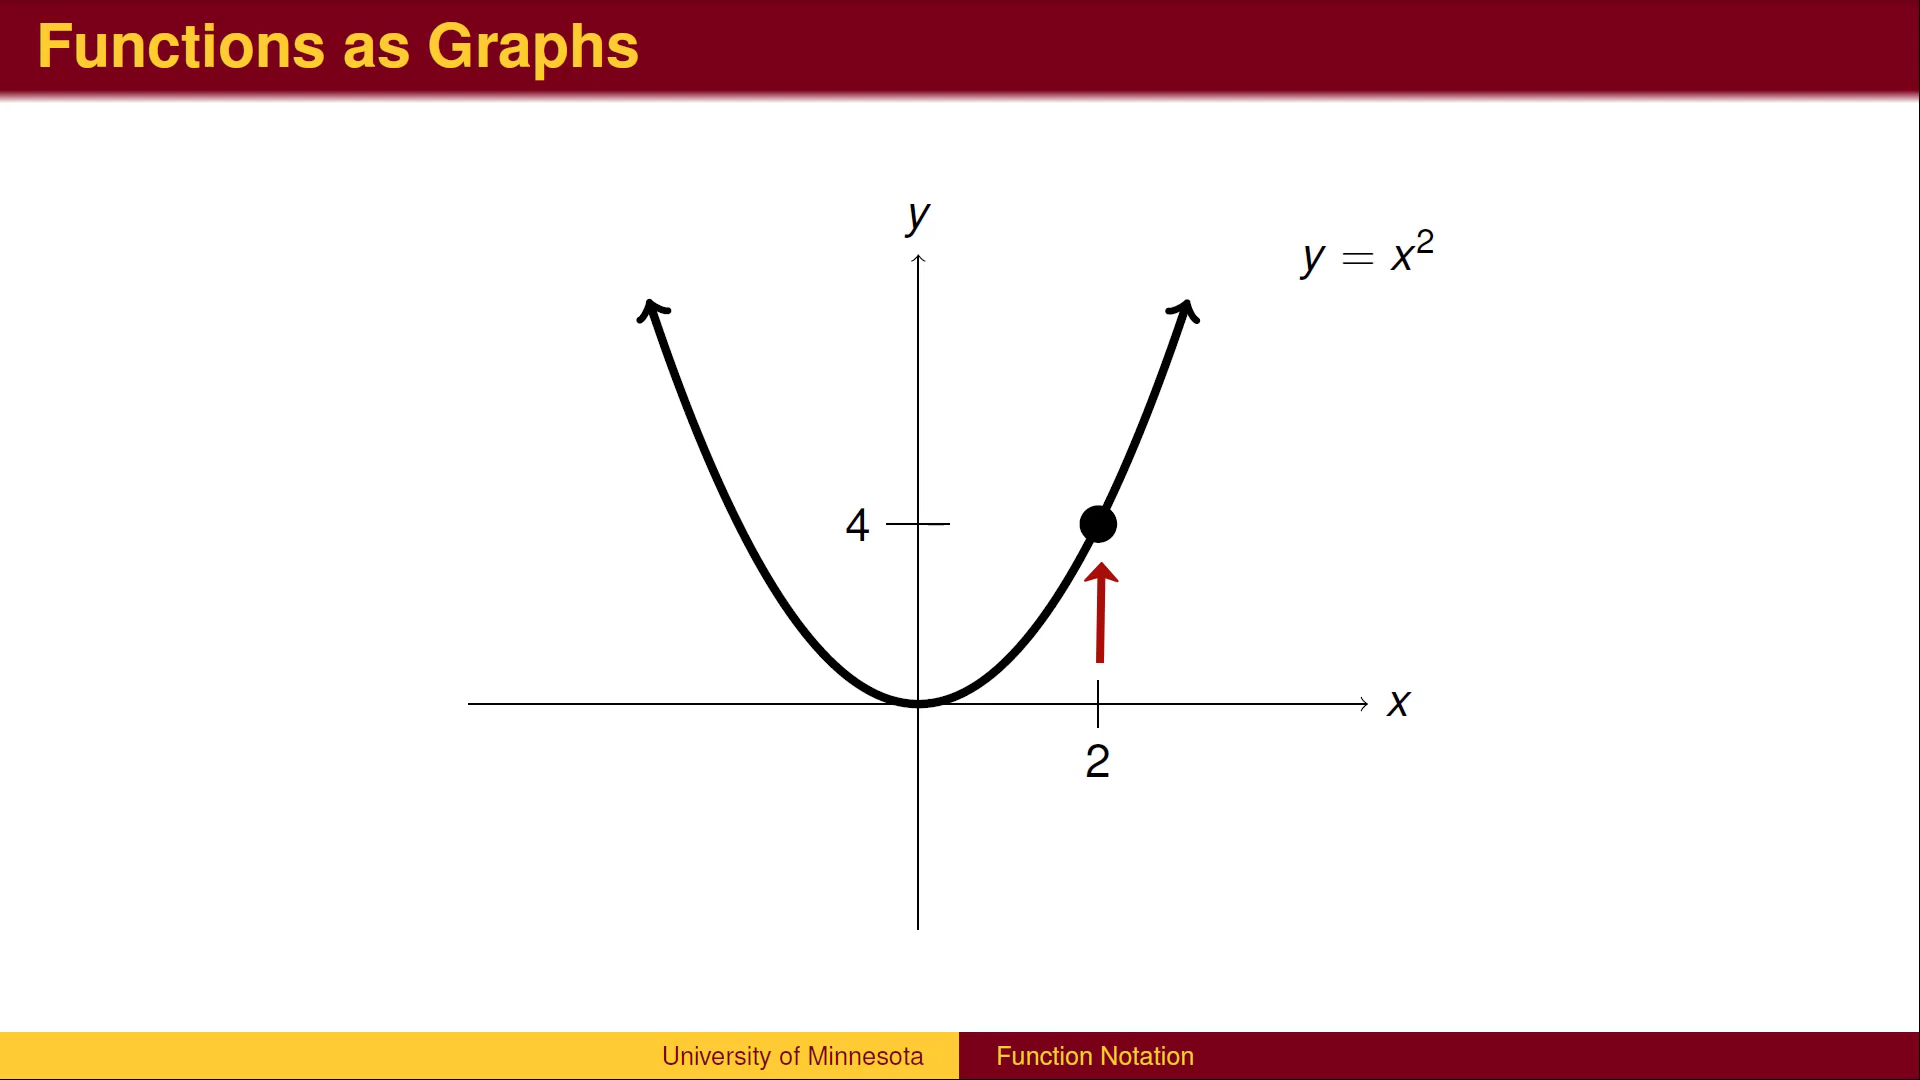 Functions as Graphs
y
y = x²
4
x
2
University of Minnesota
Function Notation